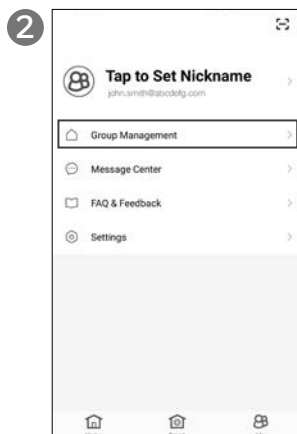 2
Tap to Set Nickname
john.smith@abcdefg.com
Group Management
Message Center
FAQ & Feedback
Settings